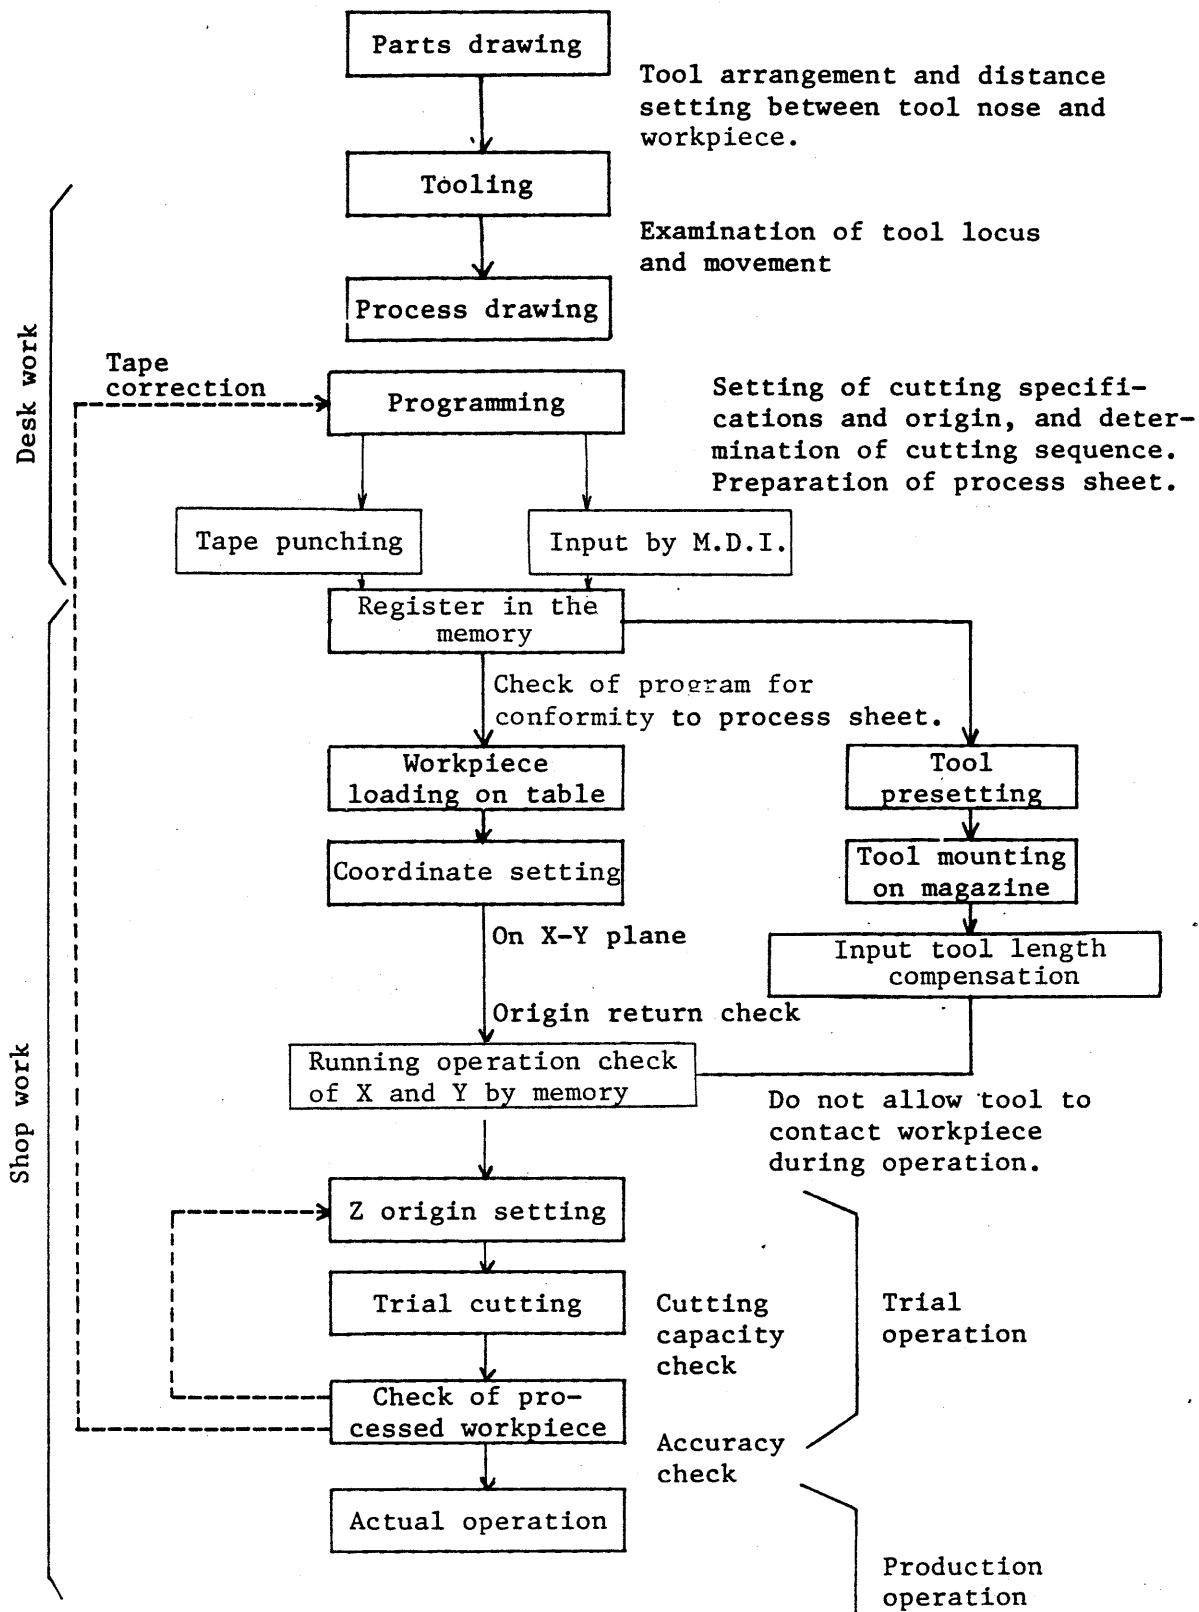 Parts drawing
Tool arrangement and distance
setting between tool nose and
workpiece.
Tooling
Examination of tool locus
and movement
Process drawing
Desk work
Tape
correction
Programming
Setting of cutting specifi-
cations and origin, and deter-
mination of cutting sequence.
Preparation of process sheet.
Tape punching
Input by M.D.I.
Register in the
memory
Check of program for
conformity to process sheet.
Workpiece
loading on table
Tool
presetting
Coordinate setting
Tool mounting
on magazine
On X-Y plane
Input tool length
compensation
Origin return check
Shop work
Running operation check
of X and Y by memory
Do not allow tool to
contact workpiece
during operation.
Z origin setting
Trial cutting
Cutting
capacity
check
Trial
operation
Check of pro-
cessed workpiece
Accuracy
check
Actual operation
Production
operation